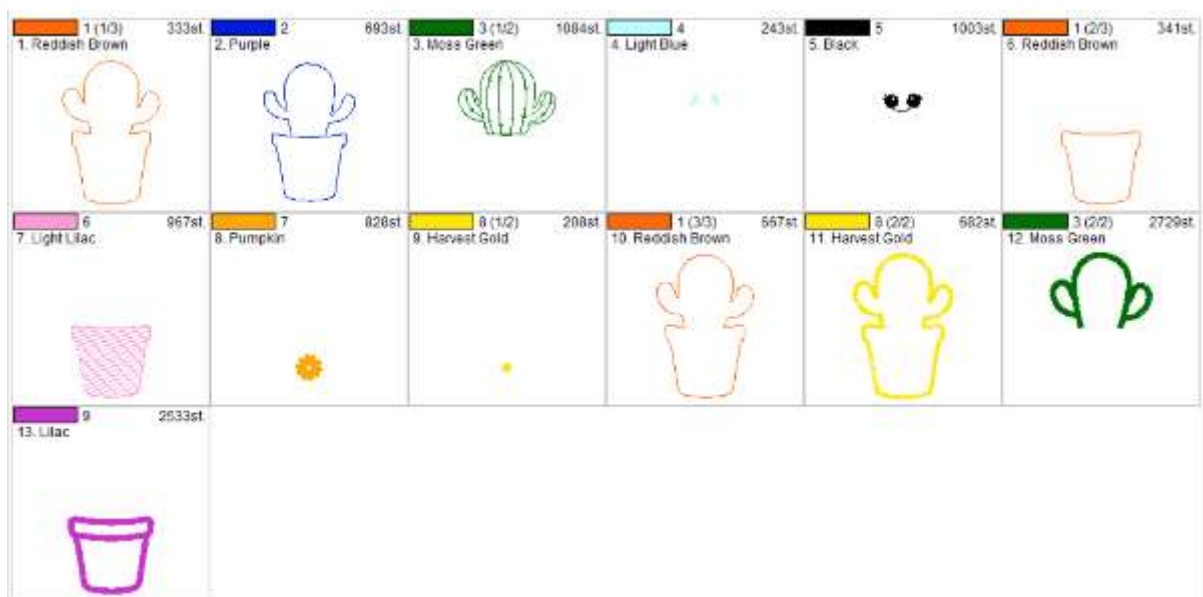 1 (1/3) 333st.
1. Reddish Brown
2 693st.
2. Purple
3 (1/2) 1084st.
3. Moss Green
4 243st.
4. Light Blue
5 1003st.
5. Black
1 (2/3) 341st.
6. Reddish Brown
6 967st.
7. Light Lilac
7 828st.
8. Pumpkin
8 (1/2) 208st.
9. Harvest Gold
1 (3/3) 667st.
10. Reddish Brown
8 (2/2) 682st.
11. Harvest Gold
3 (2/2) 2729st.
12. Moss Green
9 2533st.
13. Lilac